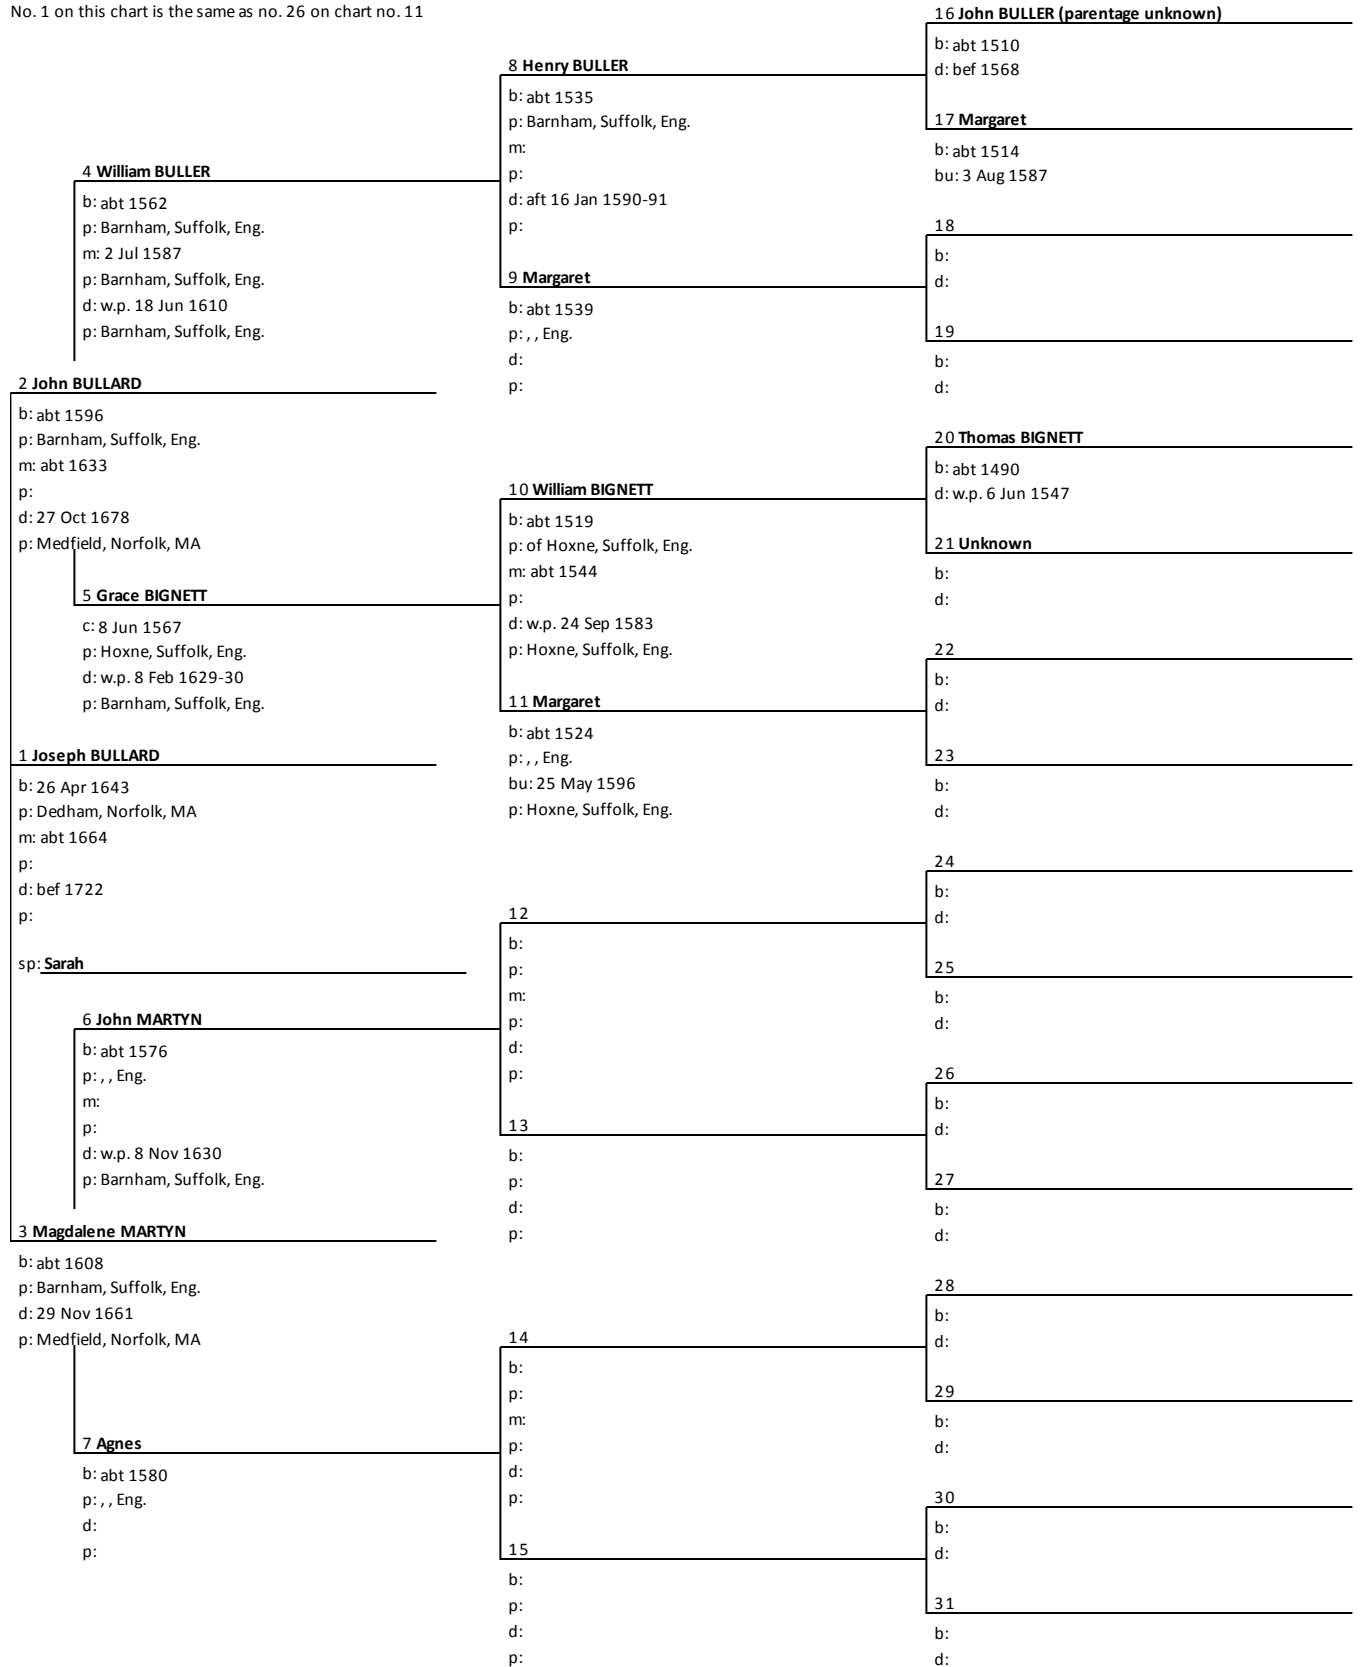 No. 1 on this chart is the same as no. 26 on chart no. 11
16 John BULLER (parentage unknown)
b: abt 1510
d: bef 1568
8 Henry BULLER
b: abt 1535
p: Barnham, Suffolk, Eng.
m:
p:
d: aft 16 Jan 1590-91
p:
17 Margaret
b: abt 1514
bu: 3 Aug 1587
4 William BULLER
b: abt 1562
p: Barnham, Suffolk, Eng.
m: 2 Jul 1587
p: Barnham, Suffolk, Eng.
d: w.p. 18 Jun 1610
p: Barnham, Suffolk, Eng.
18
b:
d:
9 Margaret
b: abt 1539
p: , , Eng.
d:
p:
19
b:
d:
2 John BULLARD
b: abt 1596
p: Barnham, Suffolk, Eng.
m: abt 1633
p:
d: 27 Oct 1678
p: Medfield, Norfolk, MA
20 Thomas BIGNETT
b: abt 1490
d: w.p. 6 Jun 1547
10 William BIGNETT
b: abt 1519
p: of Hoxne, Suffolk, Eng.
m: abt 1544
p:
d: w.p. 24 Sep 1583
p: Hoxne, Suffolk, Eng.
21 Unknown
b:
d:
5 Grace BIGNETT
c: 8 Jun 1567
p: Hoxne, Suffolk, Eng.
d: w.p. 8 Feb 1629-30
p: Barnham, Suffolk, Eng.
22
b:
d:
11 Margaret
b: abt 1524
p: , , Eng.
bu: 25 May 1596
p: Hoxne, Suffolk, Eng.
23
b:
d:
1 Joseph BULLARD
b: 26 Apr 1643
p: Dedham, Norfolk, MA
m: abt 1664
p:
d: bef 1722
p:
sp: Sarah
24
b:
d:
12
b:
p:
m:
p:
d:
p:
25
b:
d:
6 John MARTYN
b: abt 1576
p: , , Eng.
m:
p:
d: w.p. 8 Nov 1630
p: Barnham, Suffolk, Eng.
26
b:
d:
13
b:
p:
d:
p:
27
b:
d:
3 Magdalene MARTYN
b: abt 1608
p: Barnham, Suffolk, Eng.
d: 29 Nov 1661
p: Medfield, Norfolk, MA
28
b:
d:
14
b:
p:
m:
p:
d:
p:
29
b:
d:
7 Agnes
b: abt 1580
p: , , Eng.
d:
p:
30
b:
d:
15
b:
p:
d:
p:
31
b:
d: